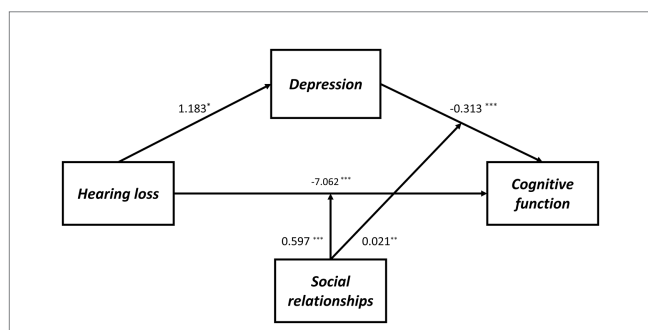 Depression
1.183*
-0.313 ***
Hearing loss
-7.062 ***
Cognitive
function
0.597 ***
0.021**
Social
relationships